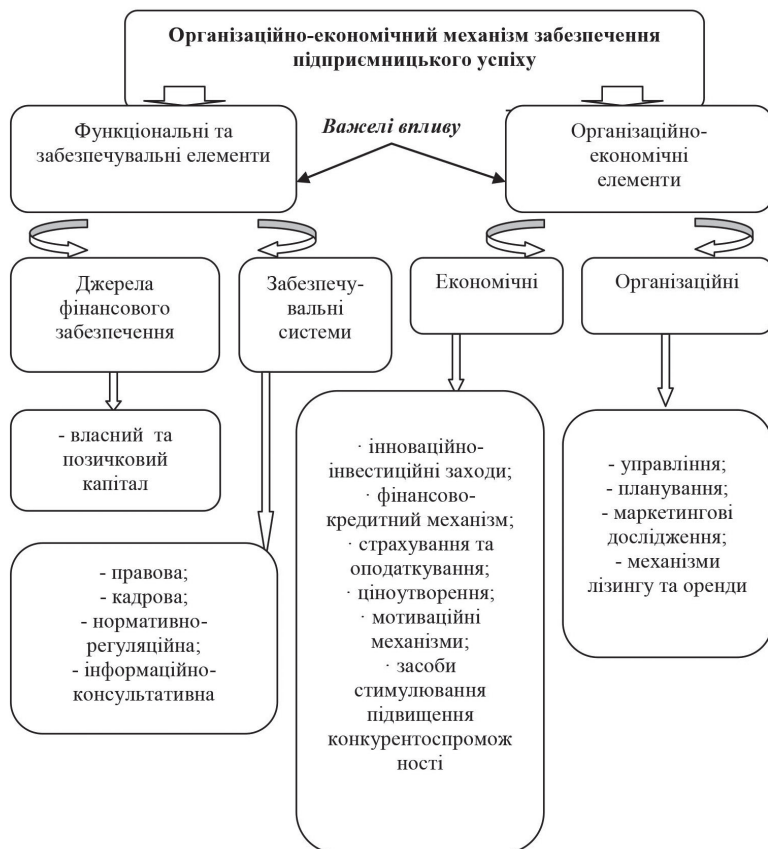 Організаційно-економічний механізм забезпечення
підприємницького успіху
Функціональні та
забезпечувальні елементи
Важелі впливу
Організаційно-
економічні
елементи
Джерела
фінансового
забезпечення
Забезпечу-
вальні
системи
Економічні
Організаційні
- власний та
позичковий
капітал
- правова;
- кадрова;
- нормативно-
регуляційна;
- інформаційно-
консультативна
· інноваційно-
інвестиційні заходи;
· фінансово-
кредитний механізм;
· страхування та
оподаткування;
· ціноутворення;
· мотиваційні
механізми;
· засоби
стимулювання
підвищення
конкурентоспромож
ності
- управління;
- планування;
- маркетингові
дослідження;
- механізми
лізингу та оренди